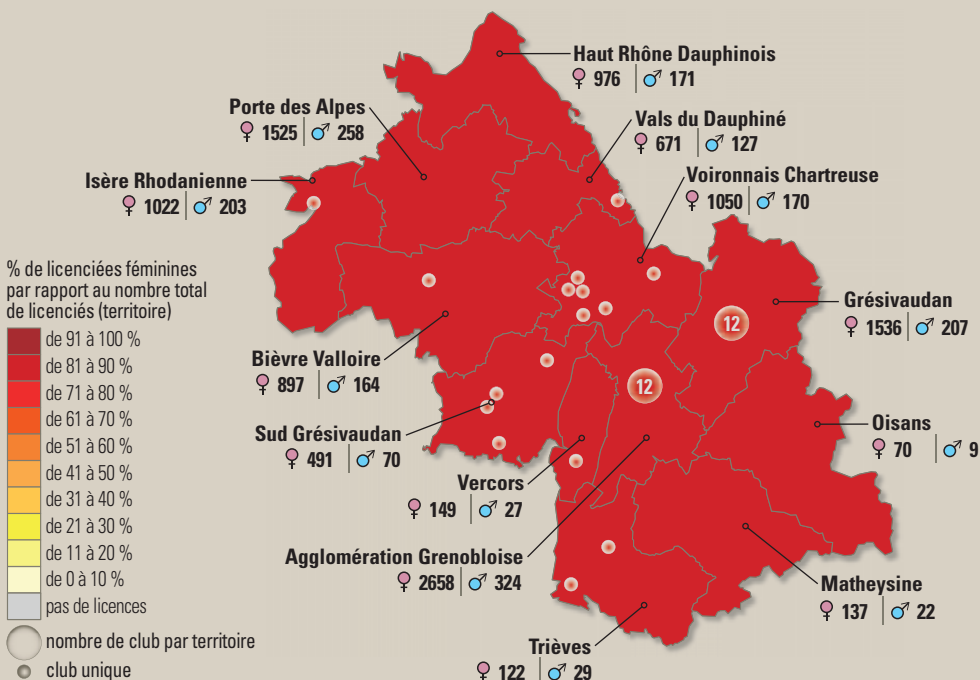 Haut Rhône Dauphinois
♀ 976 | ♂ 171
Porte des Alpes
♀ 1525 | ♂ 258
Vals du Dauphiné
♀ 671 | ♂ 127
Isère Rhodanienne
♀ 1022 | ♂ 203
Voironnais Chartreuse
♀ 1050 | ♂ 170
% de licenciées féminines
par rapport au nombre total
de licenciés (territoire)
de 91 à 100 %
de 81 à 90 %
de 71 à 80 %
de 61 à 70 %
de 51 à 60 %
de 41 à 50 %
de 31 à 40 %
de 21 à 30 %
de 11 à 20 %
de 0 à 10 %
pas de licences
nombre de club par territoire
club unique
Grésivaudan
♀ 1536 | ♂ 207
12
Bièvre Valloire
♀ 897 | ♂ 164
12
Sud Grésivaudan
♀ 491 | ♂ 70
Oisans
♀ 70 | ♂ 9
Vercors
♀ 149 | ♂ 27
Agglomération Grenobloise
♀ 2658 | ♂ 324
Matheysine
♀ 137 | ♂ 22
Trièves
♀ 122 | ♂ 29